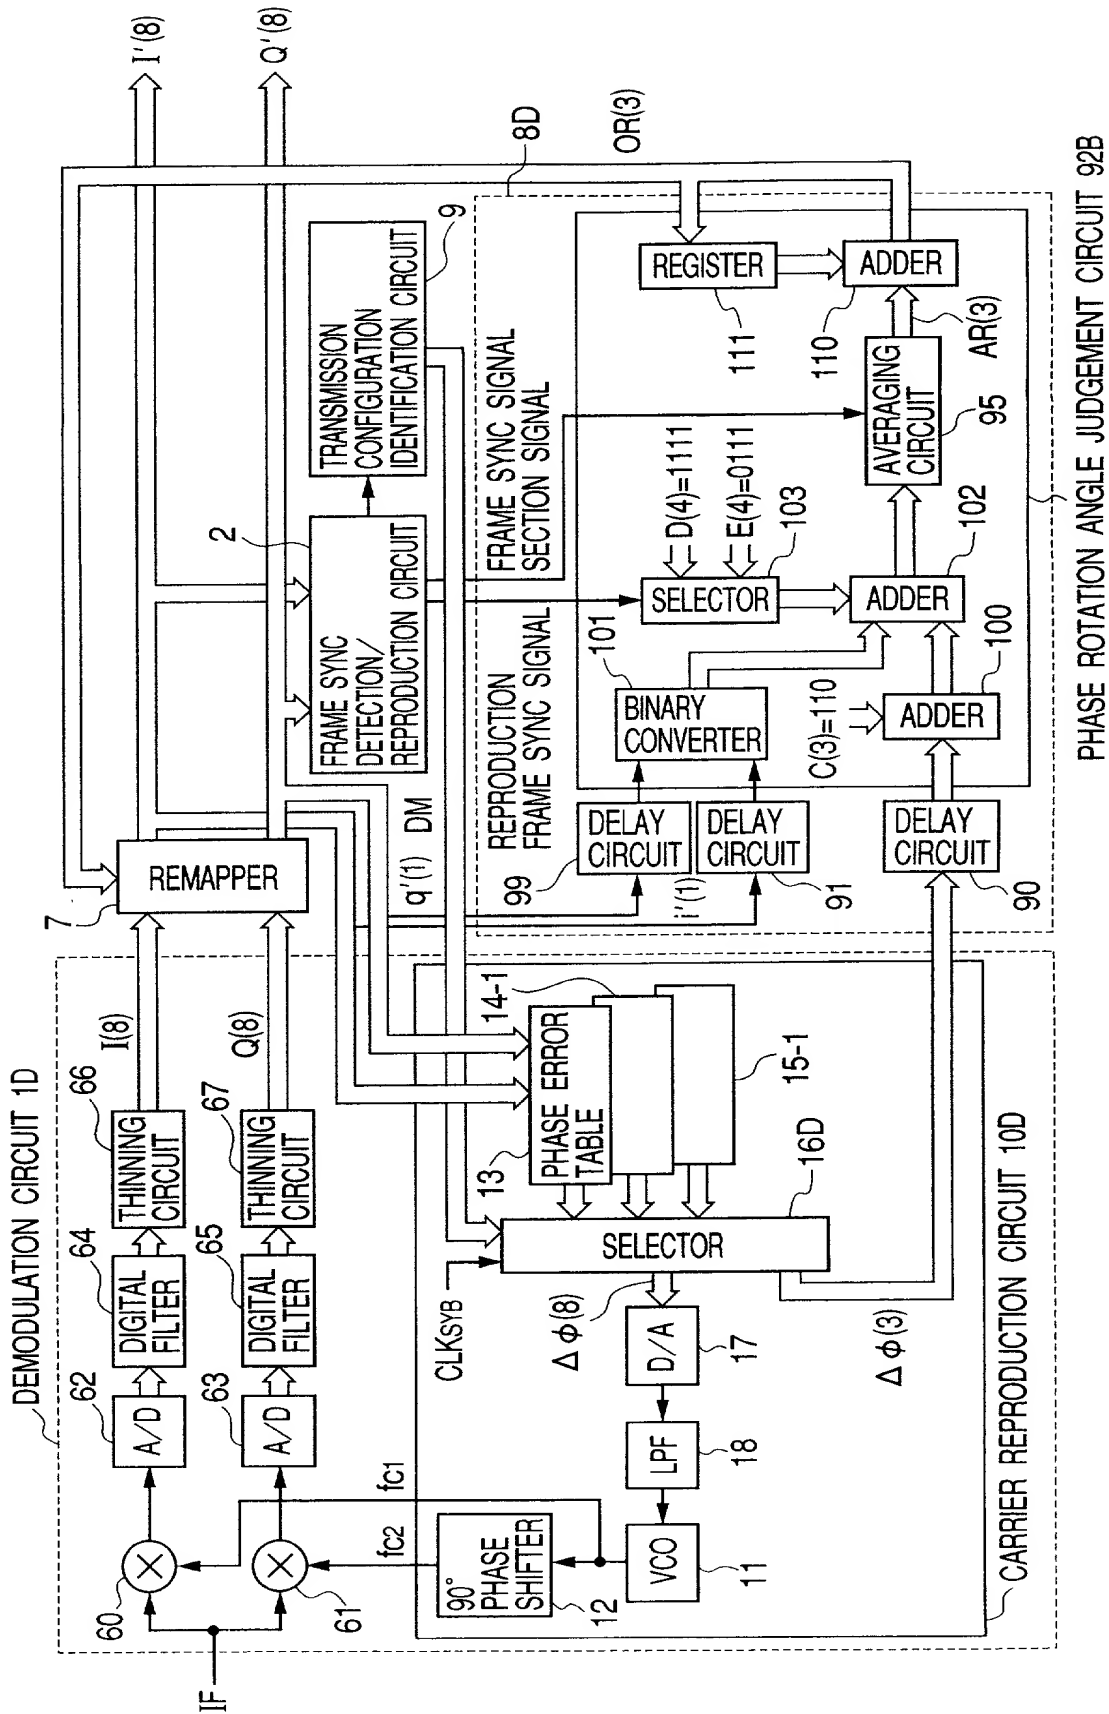 DEMODULATION CIRCUIT 1D
IF
60
61
62
A/D
63
A/D
64
DIGITAL
FILTER
65
DIGITAL
FILTER
66
THINNING
CIRCUIT
67
THINNING
CIRCUIT
I(8)
Q(8)
7
REMAPPER
I'(8)
Q'(8)
fC1
fC2
90°
PHASE
SHIFTER
12
VCO
11
LPF
18
D/A
17
Δφ(8)
CLKSYB
SELECTOR
16D
13
PHASE ERROR
TABLE
14-1
15-1
Δφ(3)
CARRIER REPRODUCTION CIRCUIT 10D
q'(1)
DM
i'(1)
2
FRAME SYNC
DETECTION/
REPRODUCTION CIRCUIT
TRANSMISSION
CONFIGURATION
IDENTIFICATION CIRCUIT
9
REPRODUCTION
FRAME SYNC SIGNAL
FRAME SYNC SIGNAL
SECTION SIGNAL
8D
OR(3)
99
DELAY
CIRCUIT
DELAY
CIRCUIT
91
DELAY
CIRCUIT
90
101
BINARY
CONVERTER
C(3)=110
ADDER
100
D(4)=1111
E(4)=0111
SELECTOR
103
ADDER
102
AVERAGING
CIRCUIT
95
AR(3)
REGISTER
111
ADDER
110
PHASE ROTATION ANGLE JUDGEMENT CIRCUIT 92B